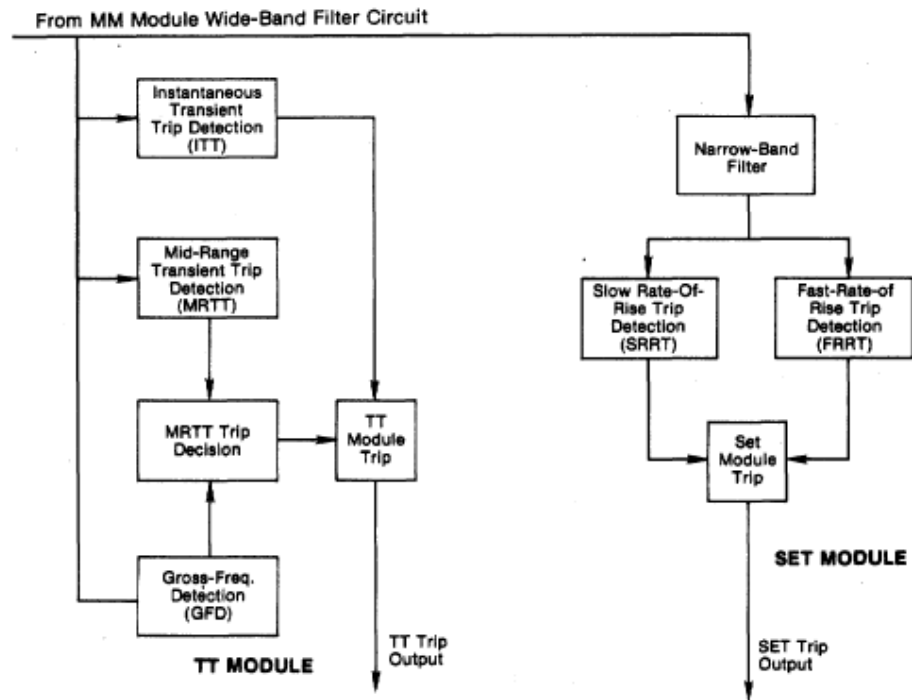 From MM Module Wide-Band Filter Circuit
Instantaneous
Transient
Trip Detection
(ITT)
Narrow-Band
Filter
Mid-Range
Transient Trip
Detection
(MRTT)
Slow Rate-Of-
Rise Trip
Detection
(SRRT)
Fast-Rate-of
Rise Trip
Detection
(FRRT)
MRTT Trip
Decision
TT
Module
Trip
Set
Module
Trip
Gross-Freq.
Detection
(GFD)
TT MODULE
TT Trip
Output
SET MODULE
SET Trip
Output